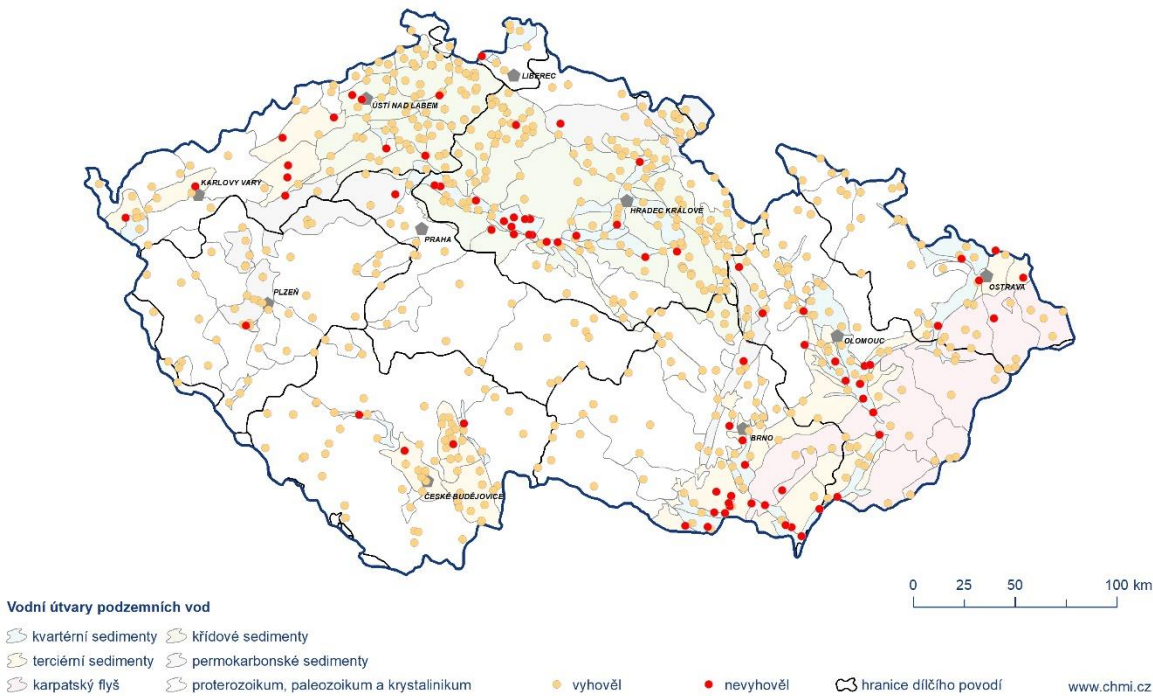 LIBEREC
ÚSTÍ NAD LABEM
KARLOVY VARY
HRADEC KRÁLOVÉ
PRAHA
OSTRAVA
PLZEŇ
OLOMOUC
BRNO
ČESKÉ BUDĚJOVICE
0 25 50 100 km
Vodní útvary podzemních vod
kvartérní sedimenty křídové sedimenty
terciérní sedimenty permokarbonské sedimenty
karpatský flyš proterozoikum, paleozoikum a krystalinikum vyhověl nevyhověl hranice dílčího povodí www.chmi.cz